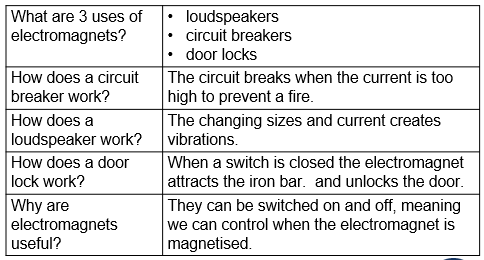 What are 3 uses of
electromagnets?
• loudspeakers
• circuit breakers
• door locks
How does a circuit
breaker work?
The circuit breaks when the current is too
high to prevent a fire.
How does a
loudspeaker work?
The changing sizes and current creates
vibrations.
How does a door
lock work?
When a switch is closed the electromagnet
attracts the iron bar.  and unlocks the door.
Why are
electromagnets
useful?
They can be switched on and off, meaning
we can control when the electromagnet is
magnetised.